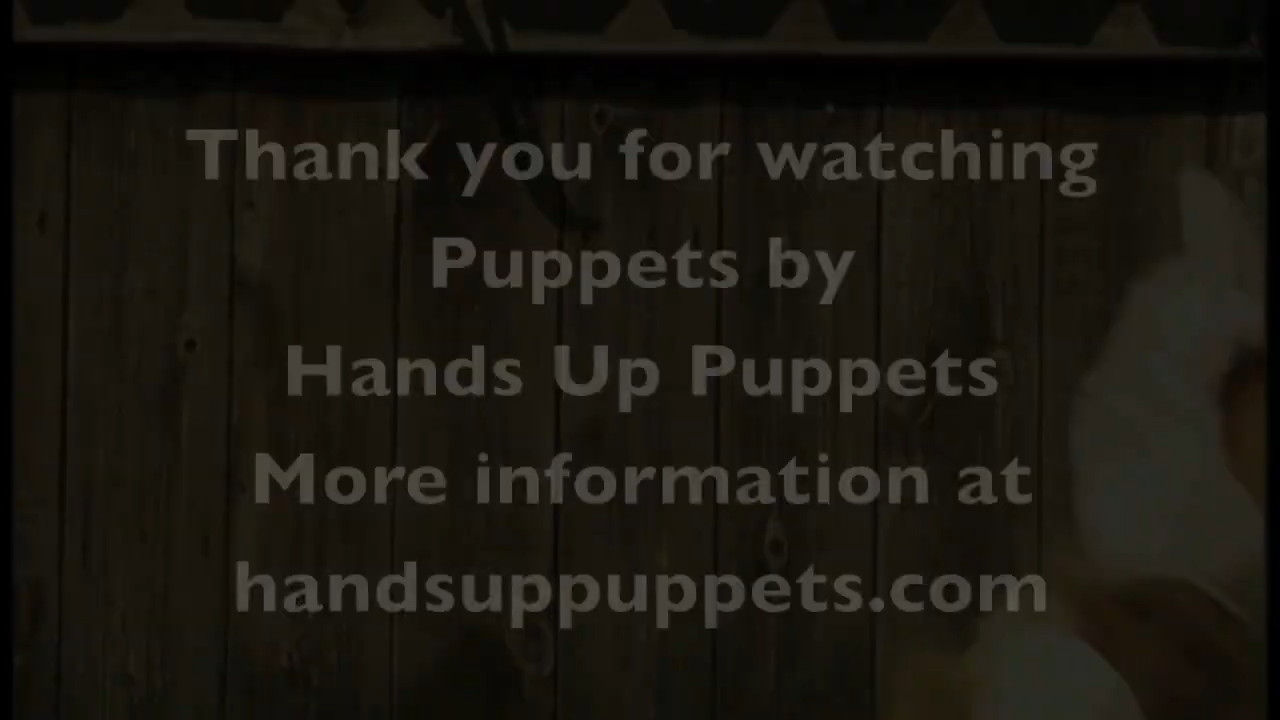 Thank you for watching
Puppets by
Hands Up Puppets
More information at
handsuppuppets.com